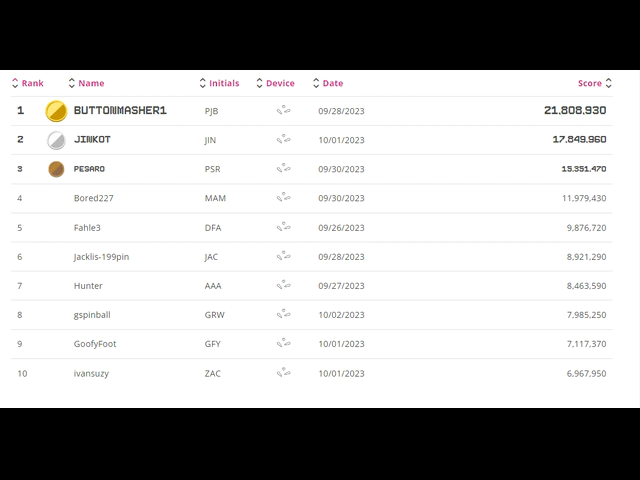 Rank Name Initials Device Date Score
1 BUTTONMASHER1 PJB 09/28/2023 21,808,930
2 JINKOT JIN 10/01/2023 17,849,960
3 PESARO PSR 09/30/2023 15,351,470
4 Bored227 MAM 09/30/2023 11,979,430
5 Fahle3 DFA 09/26/2023 9,876,720
6 Jacklis-199pin JAC 09/28/2023 8,921,290
7 Hunter AAA 09/27/2023 8,463,590
8 gspinball GRW 10/02/2023 7,985,250
9 GoofyFoot GFY 10/01/2023 7,117,370
10 ivansuzy ZAC 10/01/2023 6,967,950